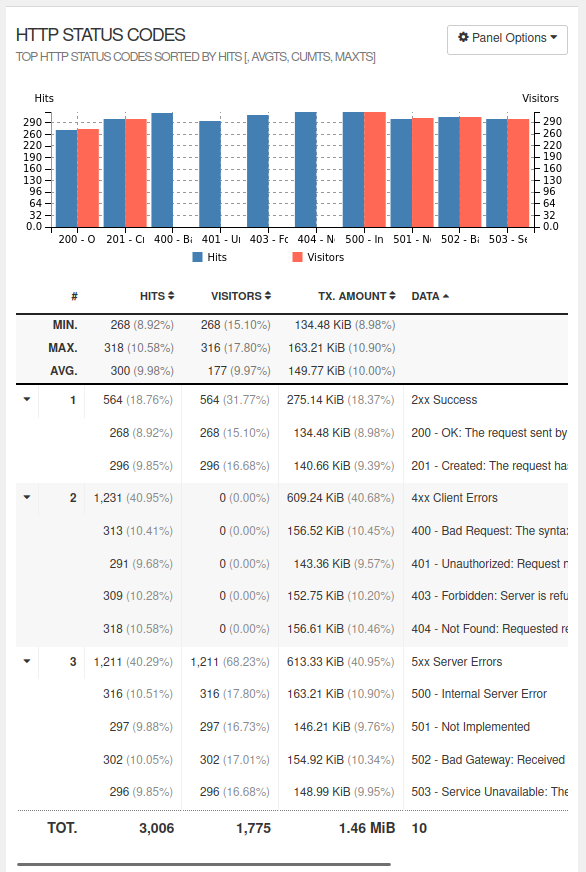 HTTP STATUS CODES
Panel Options
TOP HTTP STATUS CODES SORTED BY HITS [, AVGTS, CUMTS, MAXTS]
Hits Visitors
290 290
260 260
220 220
190 190
160 160
130 130
96 96
64 64
32 32
0.0 0.0
200 - O 201 - Cr 400 - Ba 401 - Un 403 - Fo 404 - N 500 - In 501 - N 502 - Ba 503 - Se
Hits Visitors
# HITS VISITORS TX. AMOUNT DATA
MIN. 268 (8.92%) 268 (15.10%) 134.48 KiB (8.98%)
MAX. 318 (10.58%) 316 (17.80%) 163.21 KiB (10.90%)
AVG. 300 (9.98%) 177 (9.97%) 149.77 KiB (10.00%)
1 564 (18.76%) 564 (31.77%) 275.14 KiB (18.37%) 2xx Success
268 (8.92%) 268 (15.10%) 134.48 KiB (8.98%) 200 - OK: The request sent by
296 (9.85%) 296 (16.68%) 140.66 KiB (9.39%) 201 - Created: The request ha
2 1,231 (40.95%) 0 (0.00%) 609.24 KiB (40.68%) 4xx Client Errors
313 (10.41%) 0 (0.00%) 156.52 KiB (10.45%) 400 - Bad Request: The synta
291 (9.68%) 0 (0.00%) 143.36 KiB (9.57%) 401 - Unauthorized: Request n
309 (10.28%) 0 (0.00%) 152.75 KiB (10.20%) 403 - Forbidden: Server is refu
318 (10.58%) 0 (0.00%) 156.61 KiB (10.46%) 404 - Not Found: Requested re
3 1,211 (40.29%) 1,211 (68.23%) 613.33 KiB (40.95%) 5xx Server Errors
316 (10.51%) 316 (17.80%) 163.21 KiB (10.90%) 500 - Internal Server Error
297 (9.88%) 297 (16.73%) 146.21 KiB (9.76%) 501 - Not Implemented
302 (10.05%) 302 (17.01%) 154.92 KiB (10.34%) 502 - Bad Gateway: Received
296 (9.85%) 296 (16.68%) 148.99 KiB (9.95%) 503 - Service Unavailable: The
TOT. 3,006 1,775 1.46 MiB 10